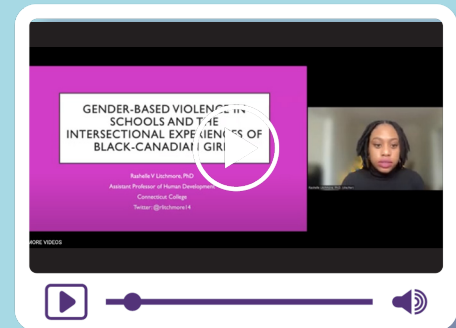 GENDER-BASED VIOLENCE IN
SCHOOLS AND THE
INTERSECTIONAL EXPERIENCES OF
BLACK-CANADIAN GIRLS
Rashelle V Litchmore, PhD
Assistant Professor of Human Development
Connecticut College
Twitter: @rlitchmore14
MORE VIDEOS